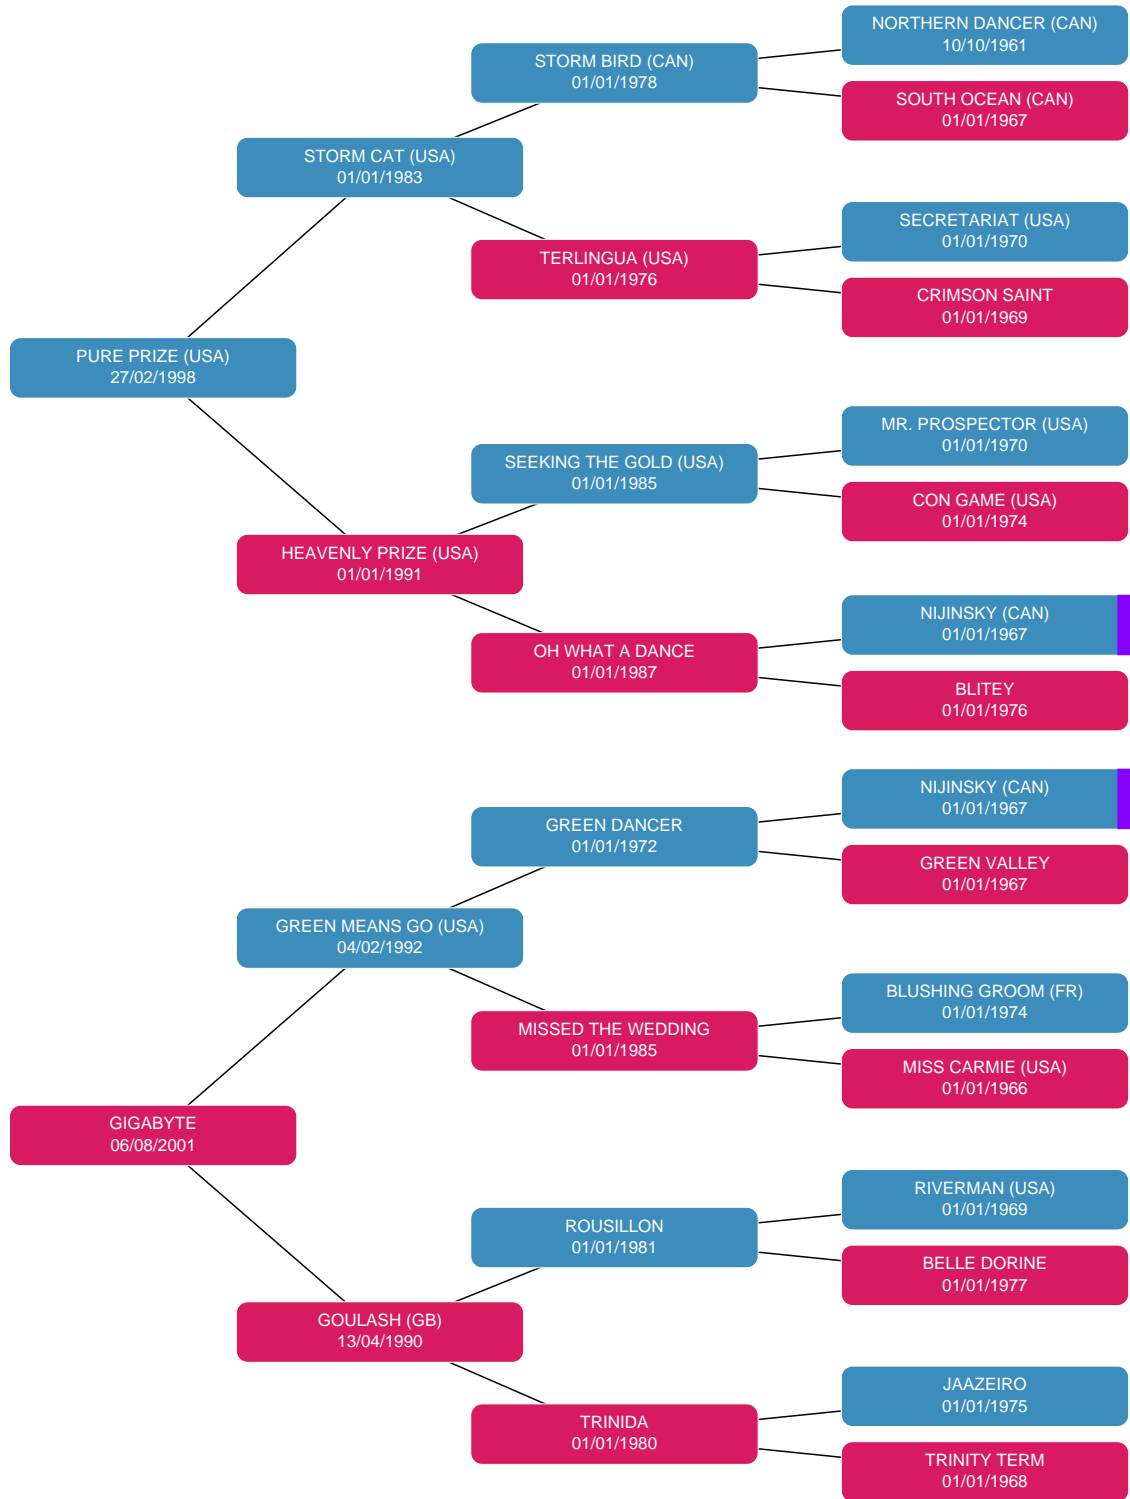 NORTHERN DANCER (CAN)
10/10/1961
STORM BIRD (CAN)
01/01/1978
SOUTH OCEAN (CAN)
01/01/1967
STORM CAT (USA)
01/01/1983
SECRETARIAT (USA)
01/01/1970
TERLINGUA (USA)
01/01/1976
CRIMSON SAINT
01/01/1969
PURE PRIZE (USA)
27/02/1998
MR. PROSPECTOR (USA)
01/01/1970
SEEKING THE GOLD (USA)
01/01/1985
CON GAME (USA)
01/01/1974
HEAVENLY PRIZE (USA)
01/01/1991
NIJINSKY (CAN)
01/01/1967
OH WHAT A DANCE
01/01/1987
BLITEY
01/01/1976
NIJINSKY (CAN)
01/01/1967
GREEN DANCER
01/01/1972
GREEN VALLEY
01/01/1967
GREEN MEANS GO (USA)
04/02/1992
BLUSHING GROOM (FR)
01/01/1974
MISSED THE WEDDING
01/01/1985
MISS CARMIE (USA)
01/01/1966
GIGABYTE
06/08/2001
RIVERMAN (USA)
01/01/1969
ROUSILLON
01/01/1981
BELLE DORINE
01/01/1977
GOULASH (GB)
13/04/1990
JAAZEIRO
01/01/1975
TRINIDA
01/01/1980
TRINITY TERM
01/01/1968